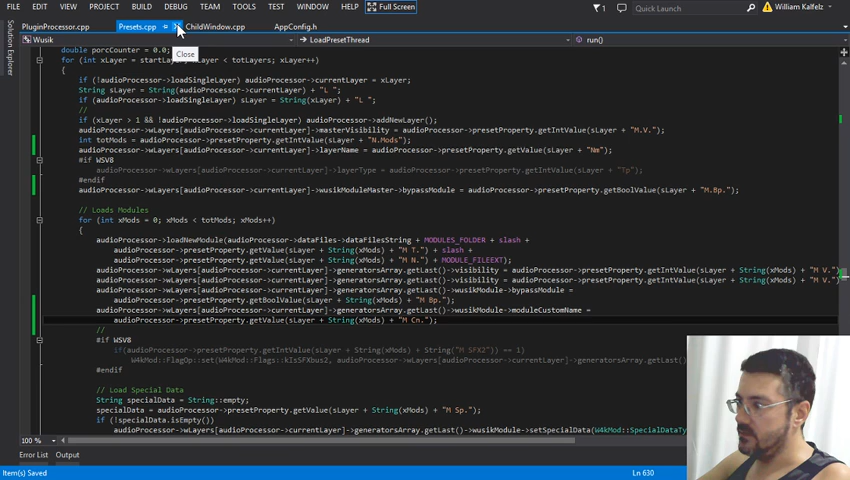 FILE EDIT VIEW PROJECT BUILD DEBUG TEAM TOOLS TEST WINDOW HELP Full Screen 1 Quick Launch (Ctrl+Q) William Kalfelz
PluginProcessor.cpp Presets.cpp ChildWindow.cpp AppConfig.h
Close
Solution Explorer
Wusik LoadPresetThread run()
double porcCounter = 0.0;
for (int xLayer = startLayer; xLayer < totLayers; xLayer++)
{
if (!audioProcessor->loadSingleLayer) audioProcessor->currentLayer = xLayer;
String sLayer = String(audioProcessor->currentLayer) + "L ";
if (audioProcessor->loadSingleLayer) sLayer = String(xLayer) + "L ";
//
if (xLayer > 1 && !audioProcessor->loadSingleLayer) audioProcessor->addNewLayer();
audioProcessor->wLayers[audioProcessor->currentLayer]->masterVisibility = audioProcessor->presetProperty.getIntValue(sLayer + "M.V.");
int totMods = audioProcessor->presetProperty.getIntValue(sLayer + "N.Mods");
audioProcessor->wLayers[audioProcessor->currentLayer]->layerName = audioProcessor->presetProperty.getValue(sLayer + "Nm");
#if WSV8
audioProcessor->wLayers[audioProcessor->currentLayer]->layerType = audioProcessor->presetProperty.getIntValue(sLayer + "Tp");
#endif
audioProcessor->wLayers[audioProcessor->currentLayer]->wusikModuleMaster->bypassModule = audioProcessor->presetProperty.getBoolValue(sLayer + "M.Bp.");
// Loads Modules
for (int xMods = 0; xMods < totMods; xMods++)
{
audioProcessor->loadNewModule(audioProcessor->dataFiles->dataFilesString + MODULES_FOLDER + slash +
audioProcessor->presetProperty.getValue(sLayer + String(xMods) + "M T.") + slash +
audioProcessor->presetProperty.getValue(sLayer + String(xMods) + "M N.") + MODULE_FILEEXT);
audioProcessor->wLayers[audioProcessor->currentLayer]->generatorsArray.getLast()->visibility = audioProcessor->presetProperty.getIntValue(sLayer + String(xMods) + "M V.")
audioProcessor->wLayers[audioProcessor->currentLayer]->generatorsArray.getLast()->visibility = audioProcessor->presetProperty.getIntValue(sLayer + String(xMods) + "M V.")
audioProcessor->wLayers[audioProcessor->currentLayer]->generatorsArray.getLast()->wusikModule->bypassModule =
audioProcessor->presetProperty.getBoolValue(sLayer + String(xMods) + "M Bp.");
audioProcessor->wLayers[audioProcessor->currentLayer]->generatorsArray.getLast()->wusikModule->moduleCustomName =
audioProcessor->presetProperty.getValue(sLayer + String(xMods) + "M Cn.");
//
#if WSV8
if(audioProcessor->presetProperty.getIntValue(sLayer + String(xMods) + String("M SFX2")) == 1)
W4kMod::FlagOp::set(W4kMod::Flags::kIsSFXbus2, audioProcessor->wLayers[audioProcessor->currentLayer]->generatorsArray.getLast()
#endif
// Load Special Data
String specialData = String::empty;
specialData = audioProcessor->presetProperty.getValue(sLayer + String(xMods) + "M Sp.");
if (!specialData.isEmpty())
audioProcessor->wLayers[audioProcessor->currentLayer]->generatorsArray.getLast()->wusikModule->setSpecialData(W4kMod::SpecialDataTy
100 %
Error List Output
Item(s) Saved Ln 630